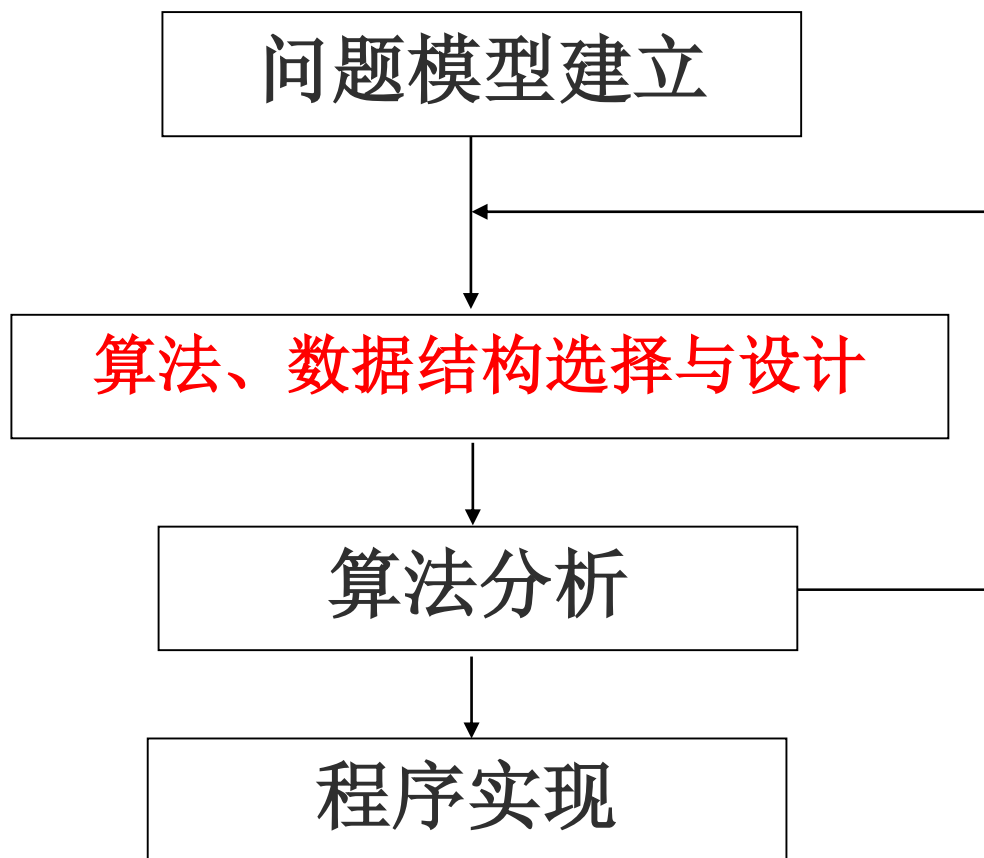 问题模型建立
算法、数据结构选择与设计
算法分析
程序实现